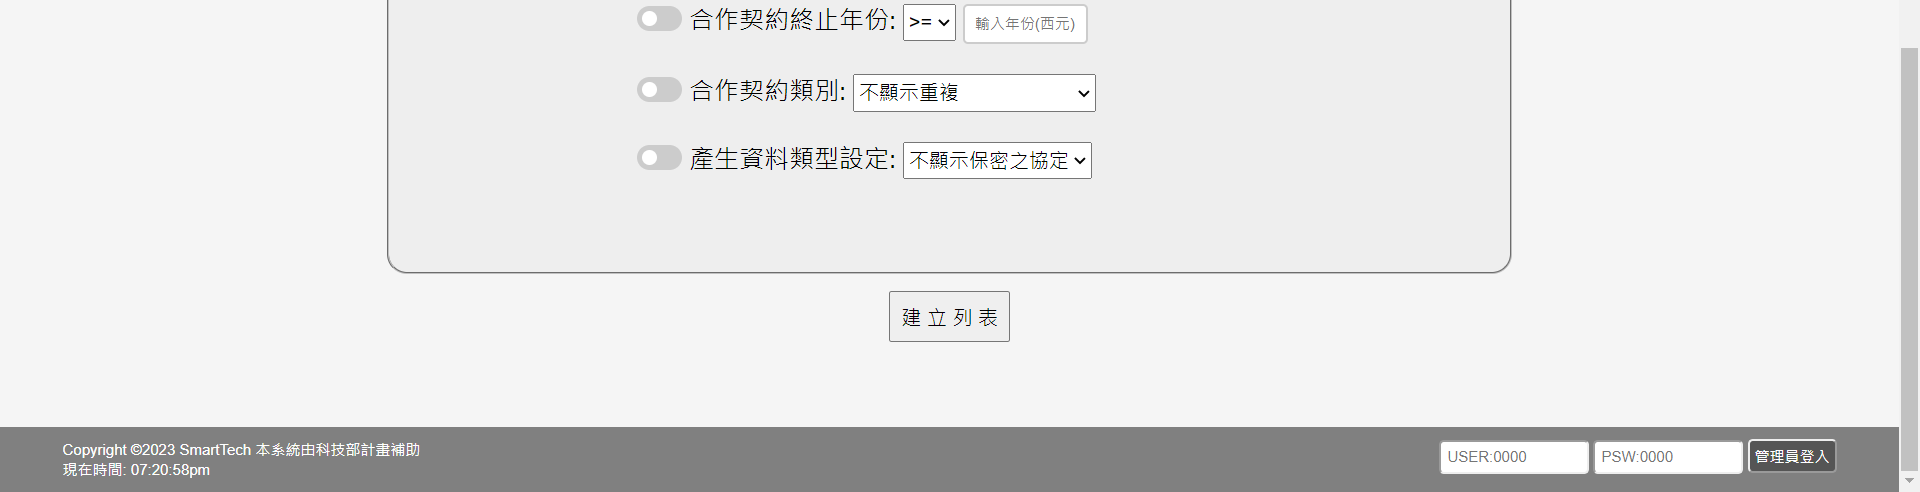 合作契約終止年份: >= 輸入年份(西元)
合作契約類別: 不顯示重複
產生資料類型設定: 不顯示保密之協定
建 立 列 表
Copyright ©2023 SmartTech 本系統由科技部計畫補助
現在時間: 07:20:58pm
USER:0000 PSW:0000 管理員登入